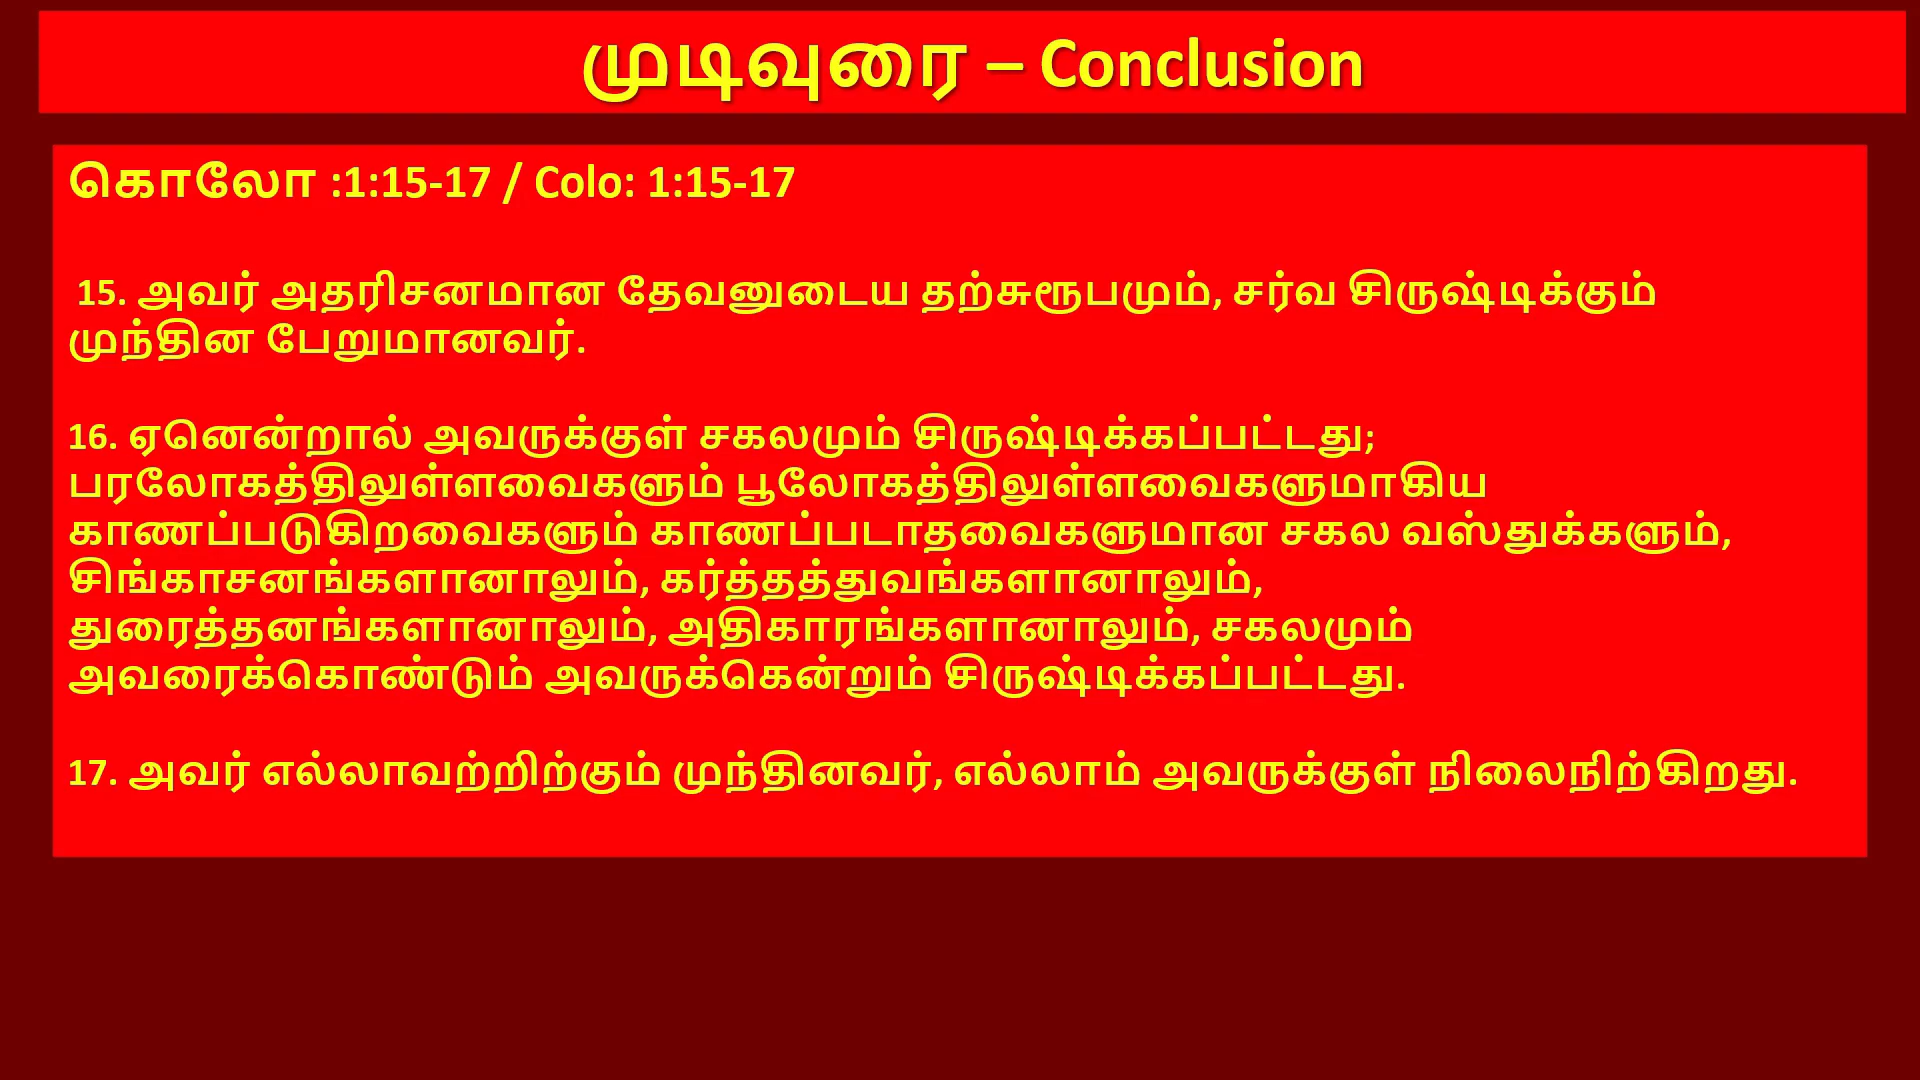 முடிவுரை – Conclusion
கொலோ :1:15-17 / Colo: 1:15-17
15. அவர் அதரிசனமான தேவனுடைய தற்சுரூபமும், சர்வ சிருஷ்டிக்கும்
முந்தின பேறுமானவர்.
16. ஏனென்றால் அவருக்குள் சகலமும் சிருஷ்டிக்கப்பட்டது;
பரலோகத்திலுள்ளவைகளும் பூலோகத்திலுள்ளவைகளுமாகிய
காணப்படுகிறவைகளும் காணப்படாதவைகளுமான சகல வஸ்துக்களும்,
சிங்காசனங்களானாலும், கர்த்தத்துவங்களானாலும்,
துரைத்தனங்களானாலும், அதிகாரங்களானாலும், சகலமும்
அவரைக்கொண்டும் அவருக்கென்றும் சிருஷ்டிக்கப்பட்டது.
17. அவர் எல்லாவற்றிற்கும் முந்தினவர், எல்லாம் அவருக்குள் நிலைநிற்கிறது.